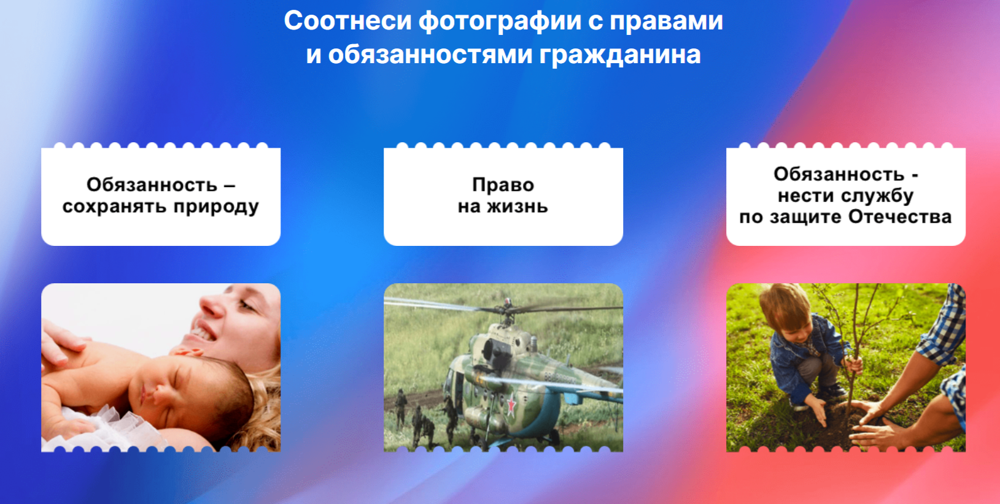 Соотнеси фотографии с правами
и обязанностями гражданина
Обязанность –
сохранять природу
Право
на жизнь
Обязанность -
нести службу
по защите Отечества